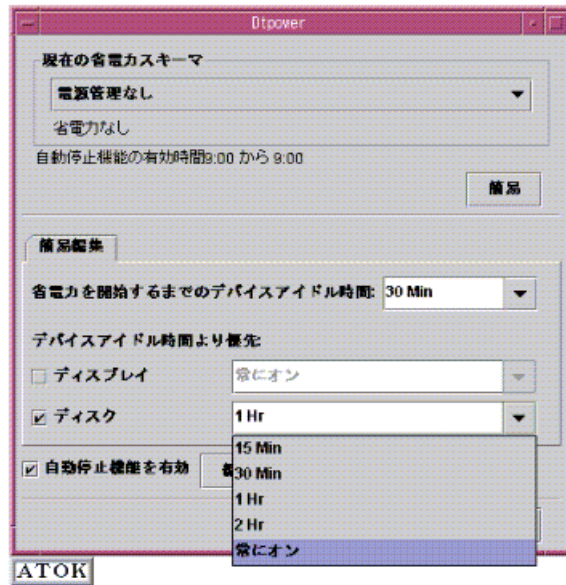 Dtpower
現在の省電力スキーマ
電源管理なし
省電力なし
自動停止機能の有効時間9:00 から 9:00
簡易
簡易編集
省電力を開始するまでのデバイスアイドル時間: 30 Min
デバイスアイドル時間より優先:
ディスプレイ 常にオン
ディスク 1 Hr
15 Min
自動停止機能を有効
30 Min
1 Hr
2 Hr
常にオン
ATOK